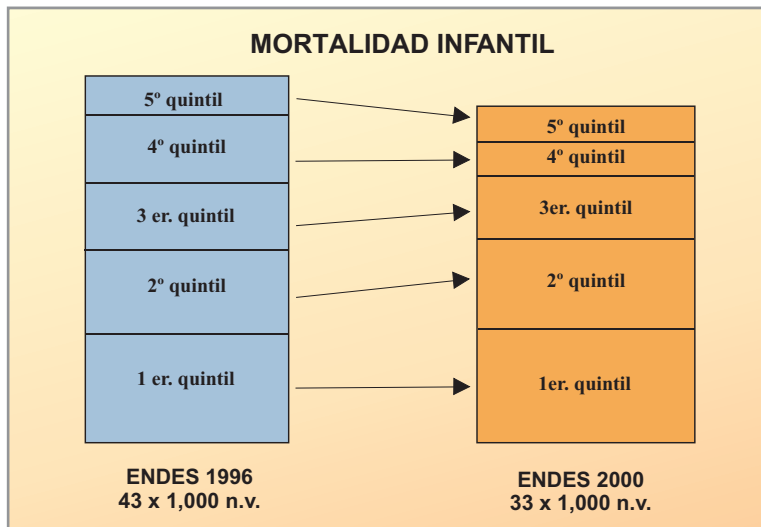 MORTALIDAD INFANTIL
5º quintil
4º quintil
3 er. quintil
2º quintil
1 er. quintil
5º quintil
4º quintil
3er. quintil
2º quintil
1er. quintil
ENDES 1996
43 x 1,000 n.v.
ENDES 2000
33 x 1,000 n.v.